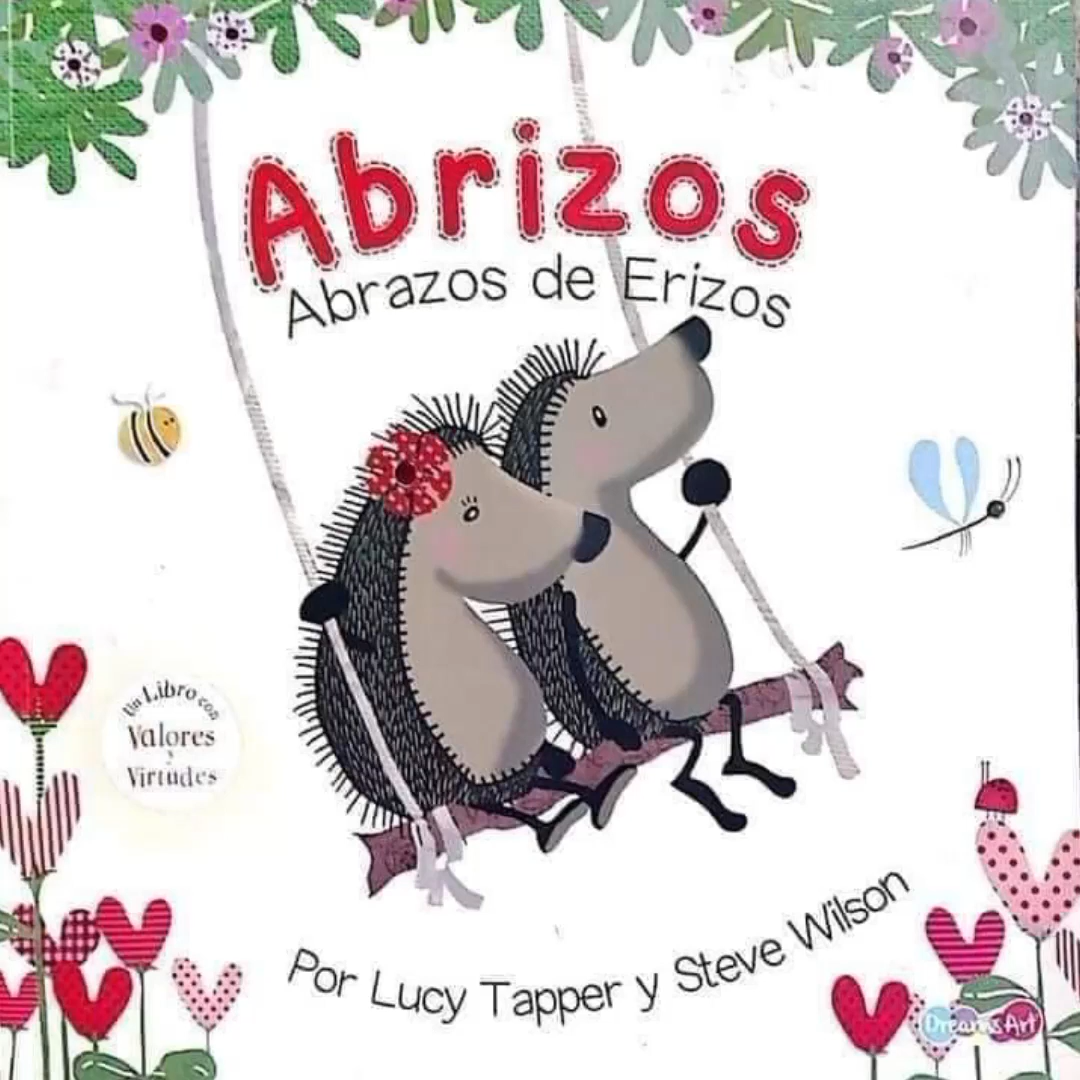 Abrizos
Abrazos de Erizos
Un Libro con
Valores
y
Virtudes
Por Lucy Tapper y Steve Wilson
DreamsArt